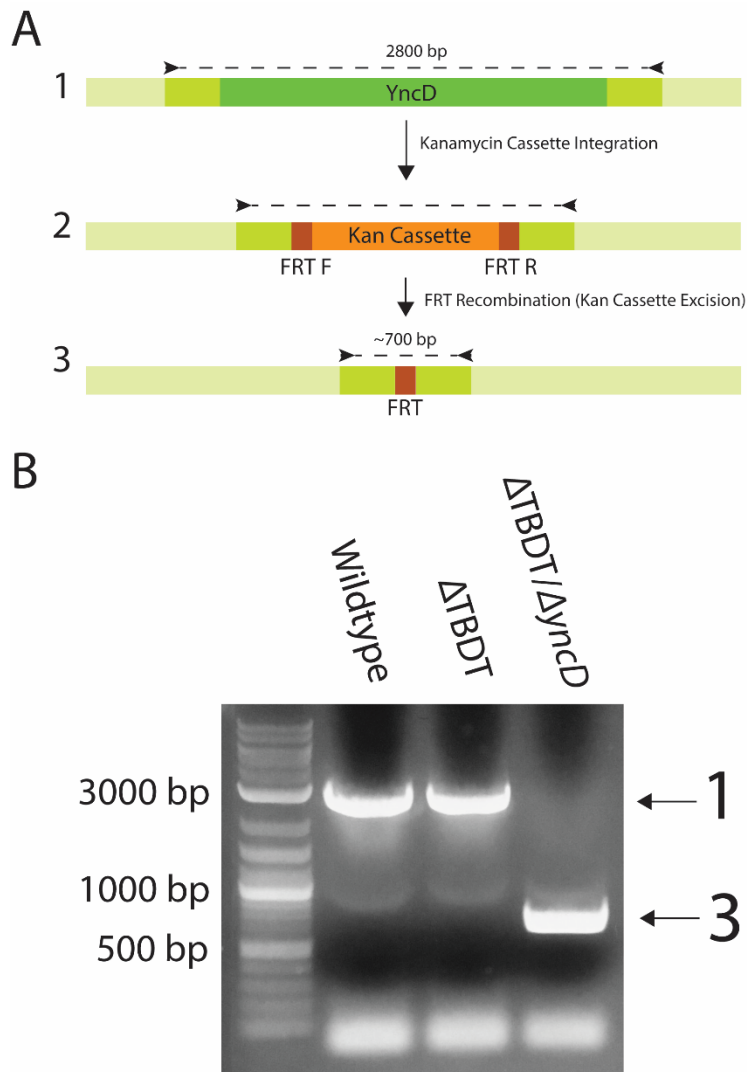 A
2800 bp
1
YncD
Kanamycin Cassette Integration
2
Kan Cassette
FRT F
FRT R
FRT Recombination (Kan Cassette Excision)
3
~700 bp
FRT
B
Wildtype
ΔTBDT
ΔTBDT/ΔyncD
3000 bp
1
1000 bp
3
500 bp